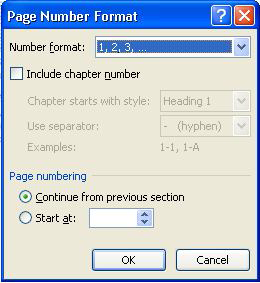 Page Number Format
Number format: 1, 2, 3, ...
Include chapter number
Chapter starts with style: Heading 1
Use separator: - (hyphen)
Examples: 1-1, 1-A
Page numbering
Continue from previous section
Start at:
OK Cancel